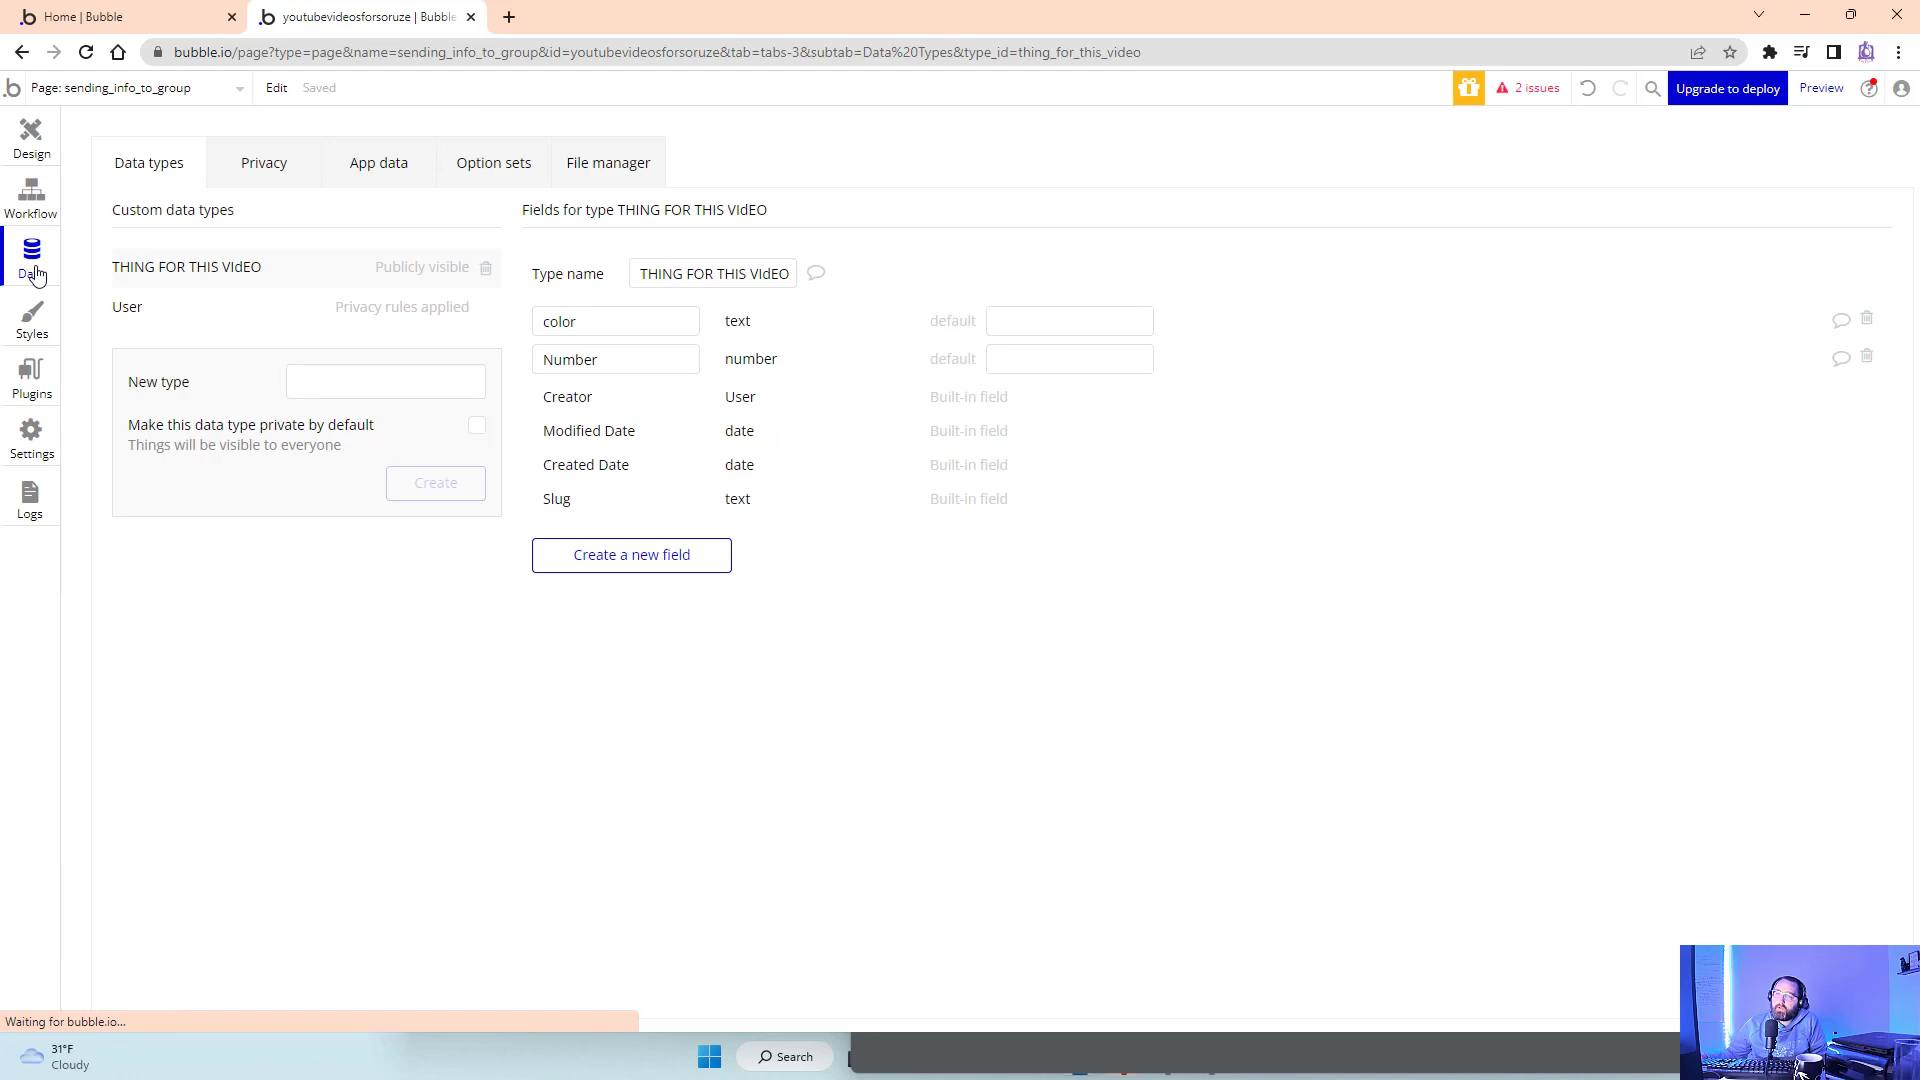 Home | Bubble
youtubevideosforsoruze | Bubble
bubble.io/page?type=page&name=sending_info_to_group&id=youtubevideosforsoruze&tab=tabs-3&subtab=Data%20Types&type_id=thing_for_this_video
Page: sending_info_to_group
Edit
Saved
2 issues
Upgrade to deploy
Preview
Design
Workflow
Data
Styles
Plugins
Settings
Logs
Data types
Privacy
App data
Option sets
File manager
Custom data types
THING FOR THIS VIdEO
Publicly visible
User
Privacy rules applied
New type
Make this data type private by default
Things will be visible to everyone
Create
Fields for type THING FOR THIS VIdEO
Type name
THING FOR THIS VIdEO
color text default
Number number default
Creator User Built-in field
Modified Date date Built-in field
Created Date date Built-in field
Slug text Built-in field
Create a new field
Waiting for bubble.io...
31°F
Cloudy
Search